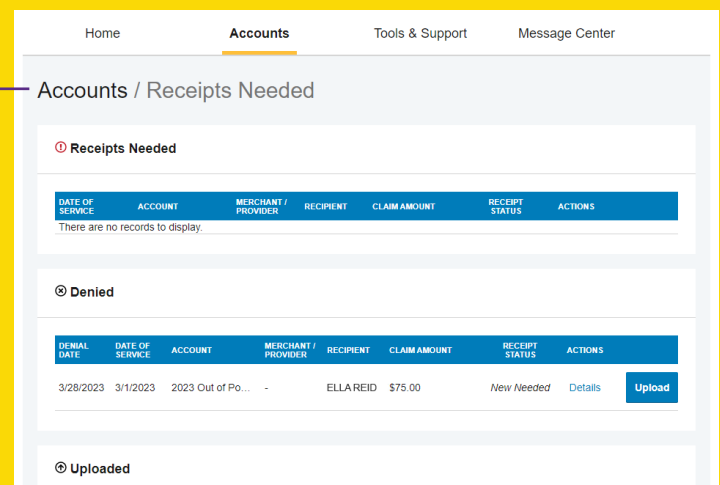 Home Accounts Tools & Support Message Center
Accounts / Receipts Needed
Receipts Needed
DATE OF SERVICE ACCOUNT MERCHANT / PROVIDER RECIPIENT CLAIM AMOUNT RECEIPT STATUS ACTIONS
There are no records to display.
Denied
DENIAL DATE DATE OF SERVICE ACCOUNT MERCHANT / PROVIDER RECIPIENT CLAIM AMOUNT RECEIPT STATUS ACTIONS
3/28/2023 3/1/2023 2023 Out of Po... - ELLA REID $75.00 New Needed Details Upload
Uploaded